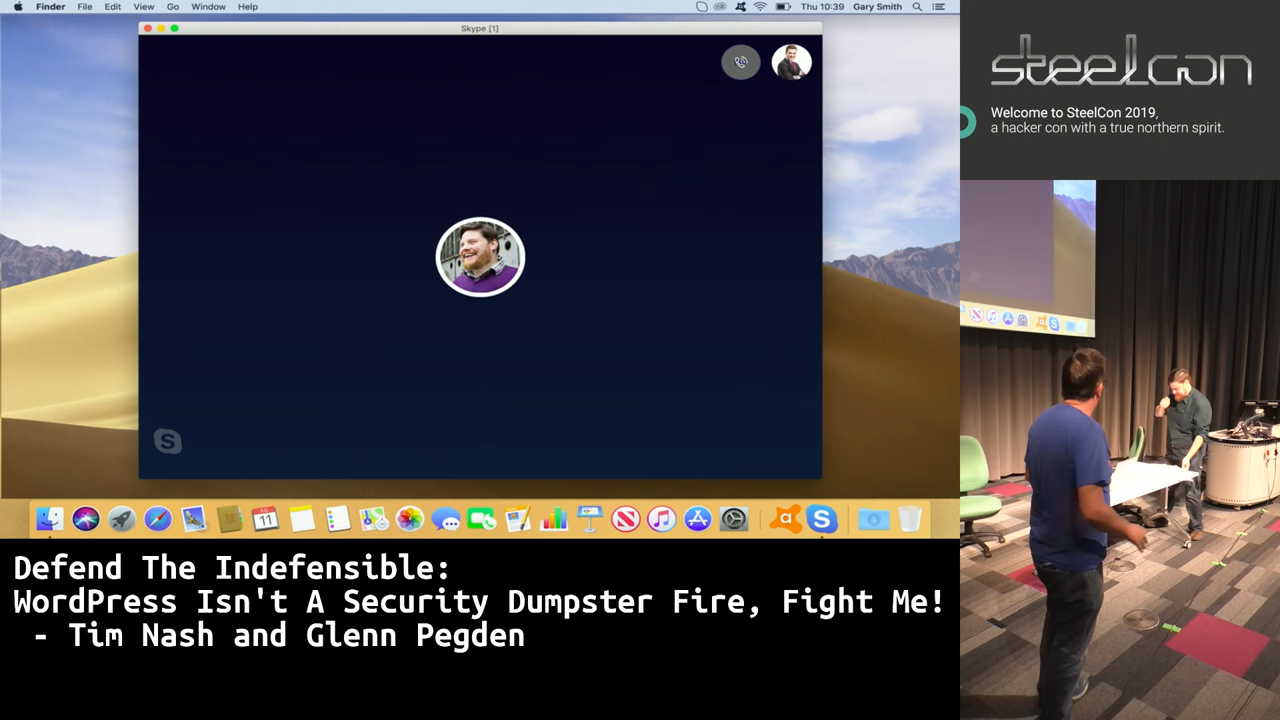 Finder File Edit View Go Window Help
Thu 10:39 Gary Smith
Skype [1]
S
JUL
11
a
S
steelcon
Welcome to SteelCon 2019,
a hacker con with a true northern spirit.
Defend The Indefensible:
WordPress Isn't A Security Dumpster Fire, Fight Me!
- Tim Nash and Glenn Pegden